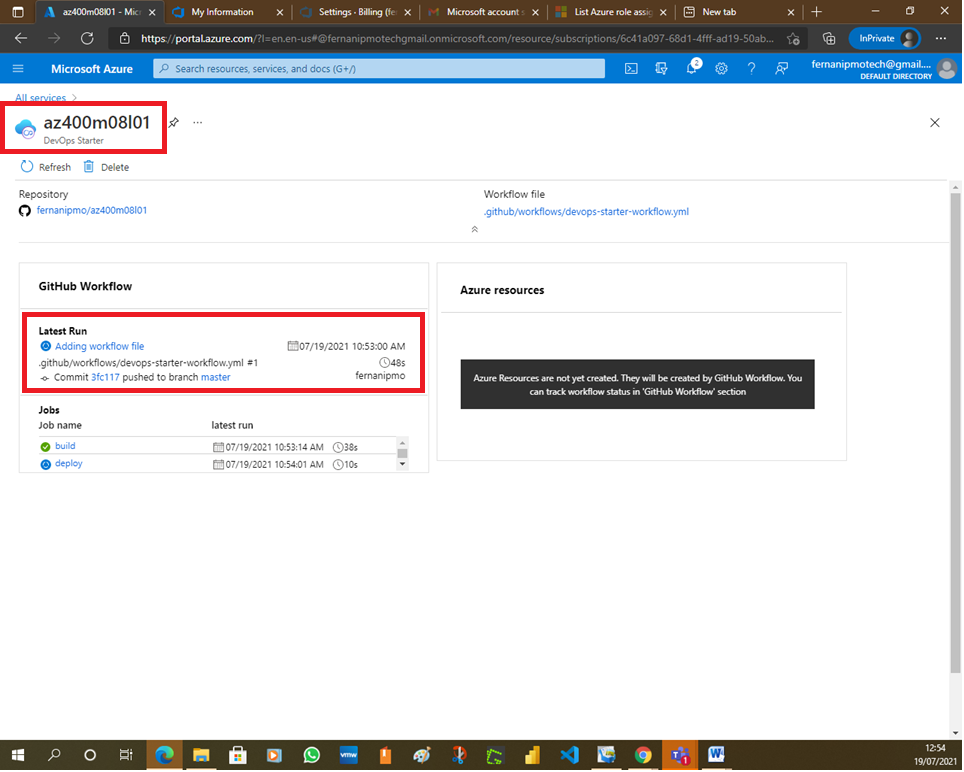 az400m08l01 - Mic
My Information
Settings · Billing (fer
Microsoft account s
List Azure role assig
New tab
https://portal.azure.com/?l=en.en-us#@fernanipmotechgmail.onmicrosoft.com/resource/subscriptions/6c41a097-68d1-4fff-ad19-50ab...
InPrivate
Microsoft Azure
Search resources, services, and docs (G+/)
2
fernanipmotech@gmail....
DEFAULT DIRECTORY
All services
az400m08l01
DevOps Starter
Refresh
Delete
Repository
Workflow file
fernanipmo/az400m08l01
.github/workflows/devops-starter-workflow.yml
GitHub Workflow
Azure resources
Latest Run
Adding workflow file
07/19/2021 10:53:00 AM
.github/workflows/devops-starter-workflow.yml #1
48s
Commit 3fc117 pushed to branch master
fernanipmo
Azure Resources are not yet created. They will be created by GitHub Workflow. You
can track workflow status in 'GitHub Workflow' section
Jobs
Job name
latest run
build
07/19/2021 10:53:14 AM
38s
deploy
07/19/2021 10:54:01 AM
10s
vmw
1
12:54
19/07/2021